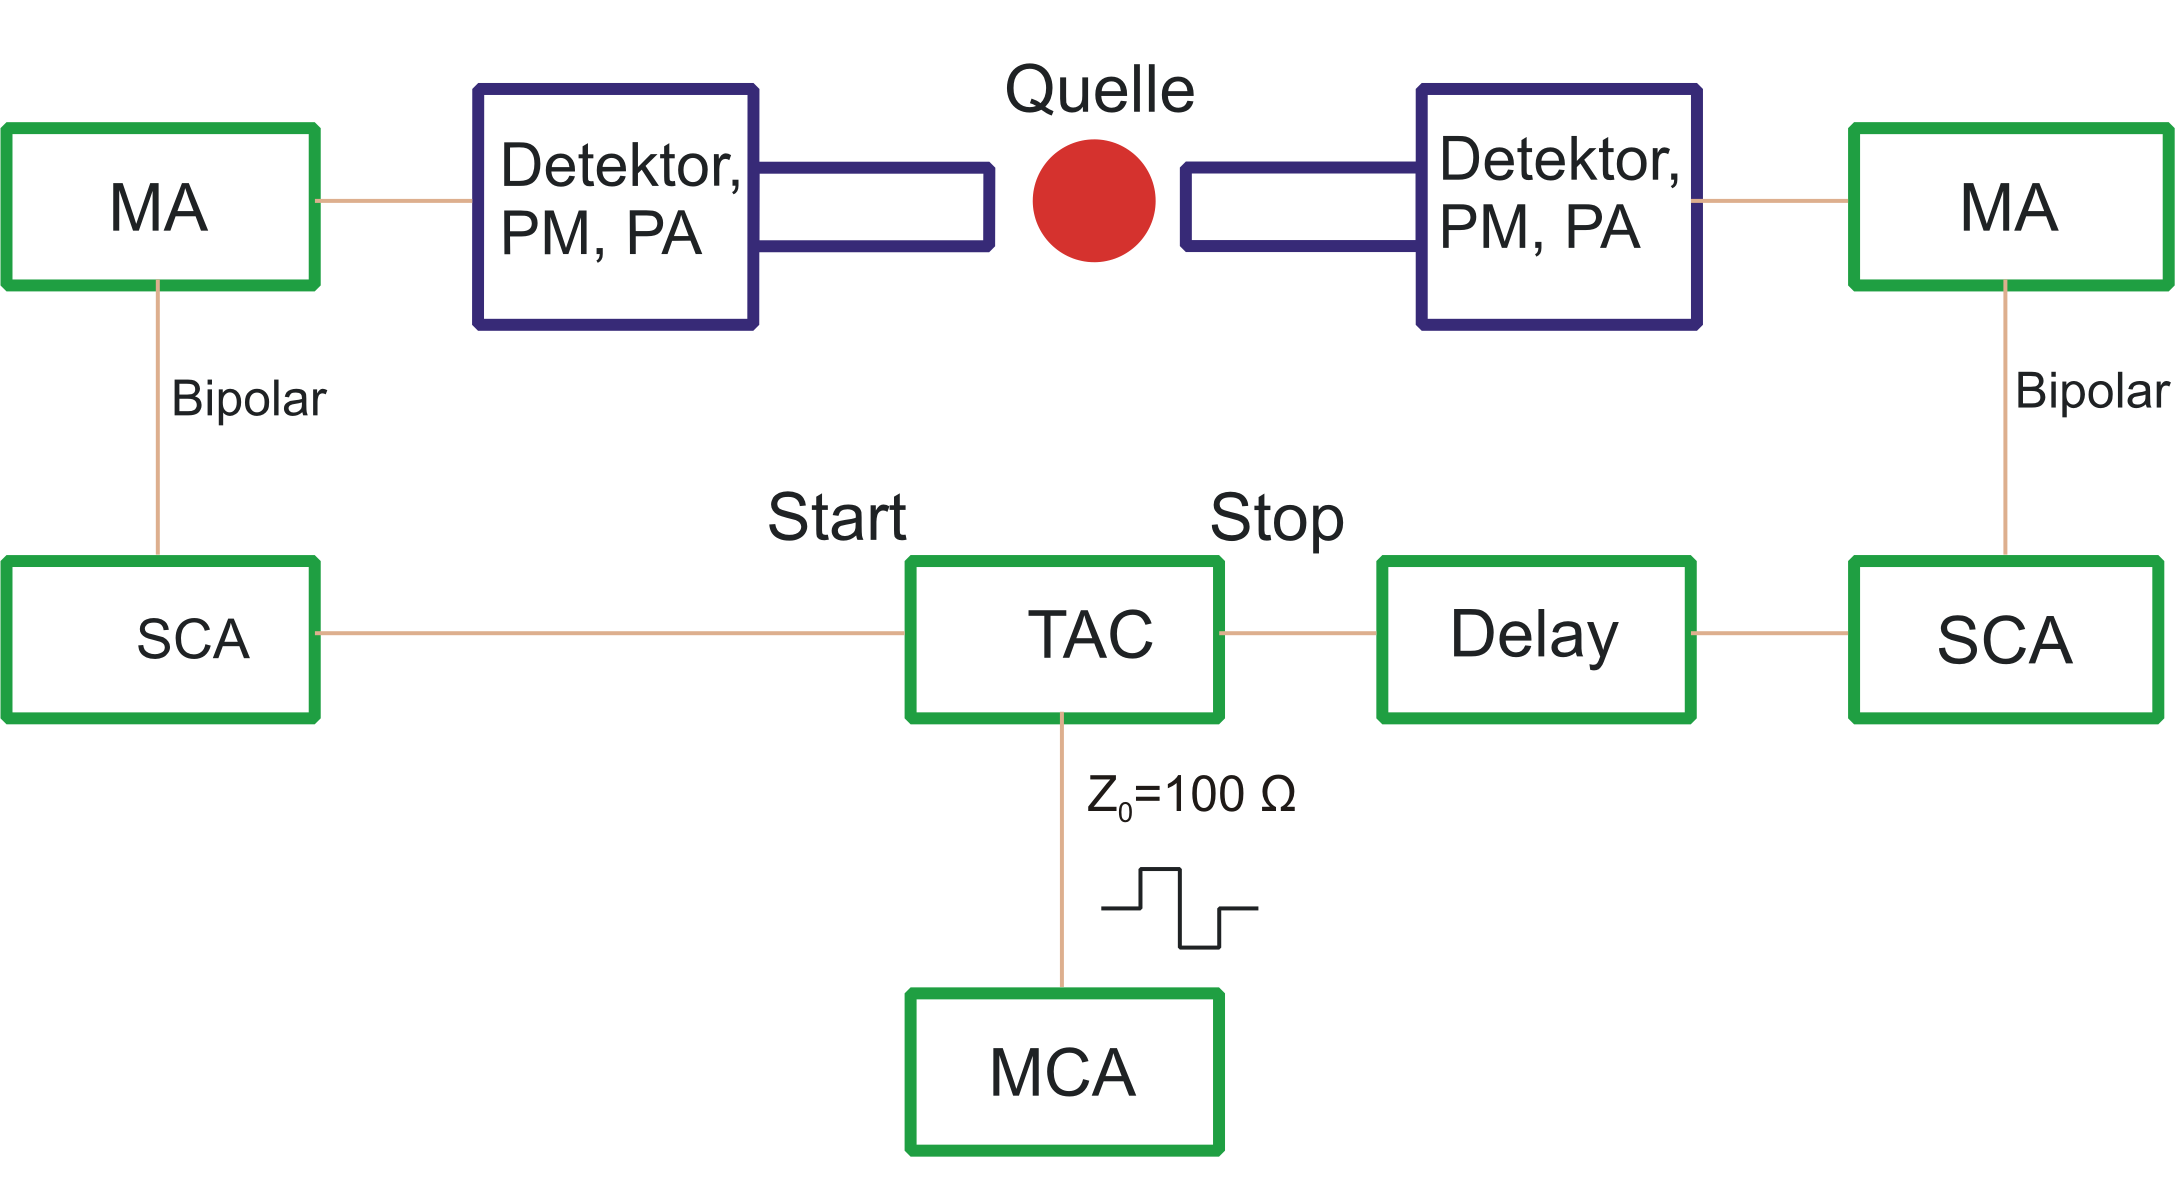 Quelle
MA
Detektor,
PM, PA
Detektor,
PM, PA
MA
Bipolar
Bipolar
Start
Stop
SCA
TAC
Delay
SCA
Z₀=100 Ω
MCA